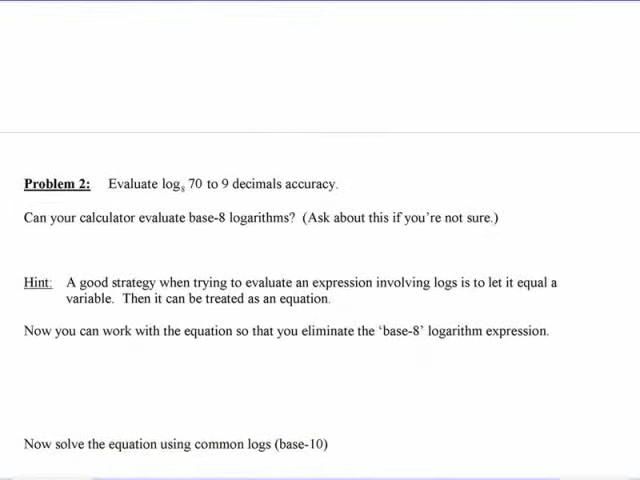 Problem 2: Evaluate log₈ 70 to 9 decimals accuracy.
Can your calculator evaluate base-8 logarithms? (Ask about this if you're not sure.)
Hint: A good strategy when trying to evaluate an expression involving logs is to let it equal a
variable. Then it can be treated as an equation.
Now you can work with the equation so that you eliminate the ‘base-8’ logarithm expression.
Now solve the equation using common logs (base-10)